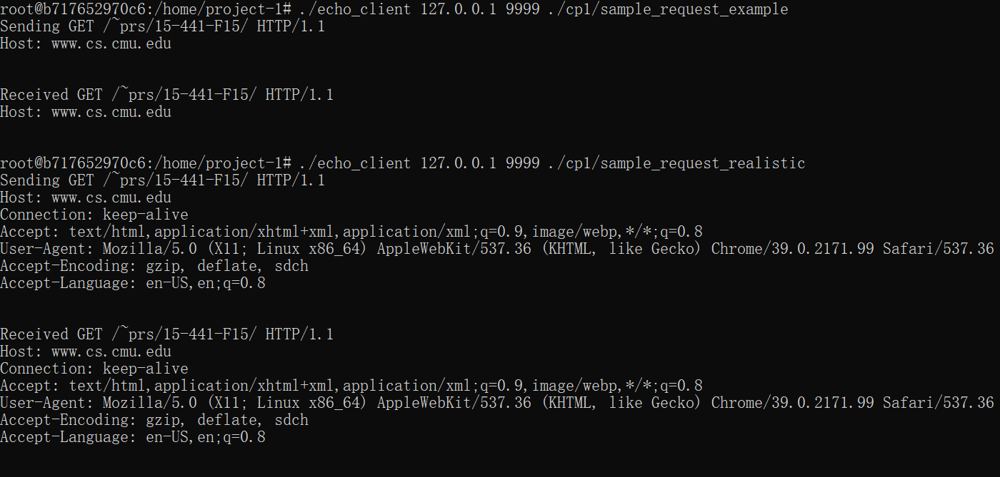 root@b717652970c6:/home/project-1# ./echo_client 127.0.0.1 9999 ./cp1/sample_request_example
Sending GET /~prs/15-441-F15/ HTTP/1.1
Host: www.cs.cmu.edu
Received GET /~prs/15-441-F15/ HTTP/1.1
Host: www.cs.cmu.edu
root@b717652970c6:/home/project-1# ./echo_client 127.0.0.1 9999 ./cp1/sample_request_realistic
Sending GET /~prs/15-441-F15/ HTTP/1.1
Host: www.cs.cmu.edu
Connection: keep-alive
Accept: text/html,application/xhtml+xml,application/xml;q=0.9,image/webp,*/*;q=0.8
User-Agent: Mozilla/5.0 (X11; Linux x86_64) AppleWebKit/537.36 (KHTML, like Gecko) Chrome/39.0.2171.99 Safari/537.36
Accept-Encoding: gzip, deflate, sdch
Accept-Language: en-US,en;q=0.8
Received GET /~prs/15-441-F15/ HTTP/1.1
Host: www.cs.cmu.edu
Connection: keep-alive
Accept: text/html,application/xhtml+xml,application/xml;q=0.9,image/webp,*/*;q=0.8
User-Agent: Mozilla/5.0 (X11; Linux x86_64) AppleWebKit/537.36 (KHTML, like Gecko) Chrome/39.0.2171.99 Safari/537.36
Accept-Encoding: gzip, deflate, sdch
Accept-Language: en-US,en;q=0.8